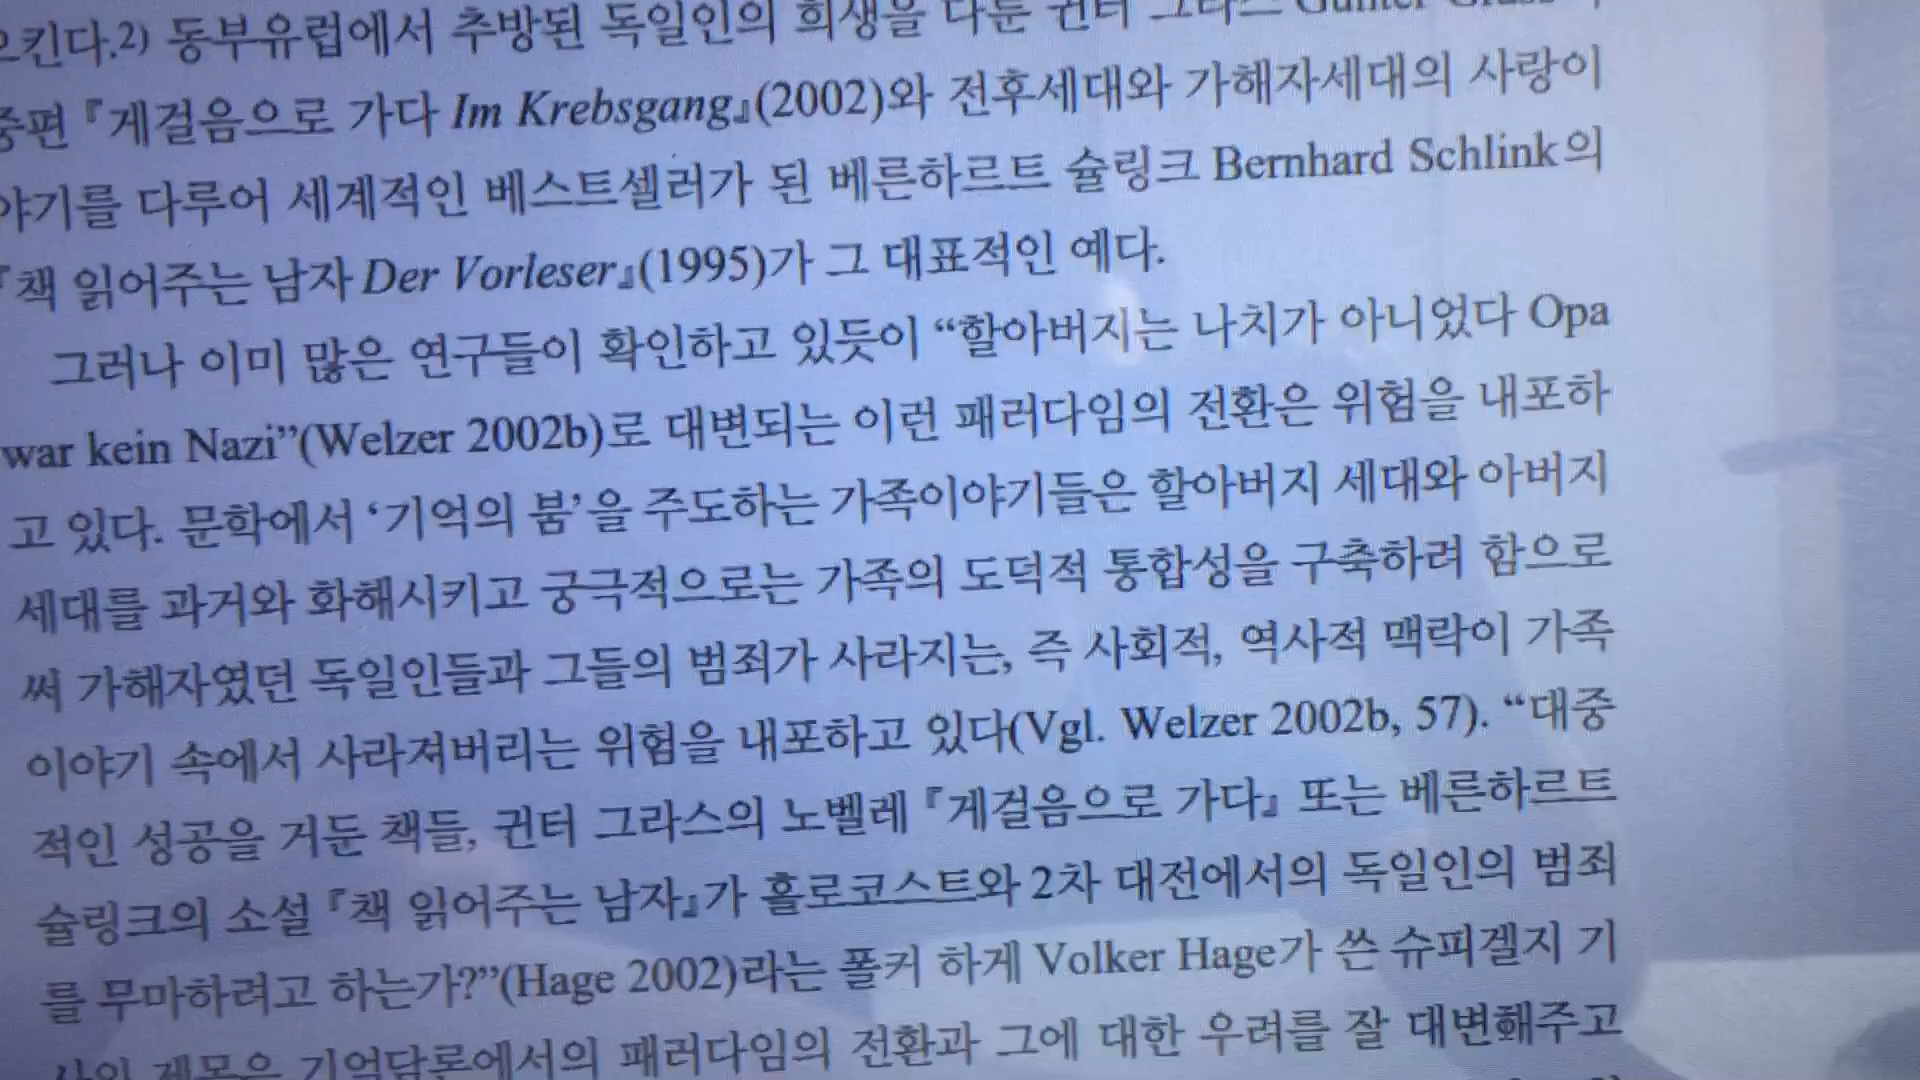 으킨다.2) 동부유럽에서 추방된 독일인의 희생을 다룬 귄터 그라스 Günter Grass의
중편 『게걸음으로 가다 Im Krebsgang』(2002)와 전후세대와 가해자세대의 사랑이
야기를 다루어 세계적인 베스트셀러가 된 베른하르트 슐링크 Bernhard Schlink의
『책 읽어주는 남자 Der Vorleser』(1995)가 그 대표적인 예다.
그러나 이미 많은 연구들이 확인하고 있듯이 “할아버지는 나치가 아니었다 Opa
war kein Nazi”(Welzer 2002b)로 대변되는 이런 패러다임의 전환은 위험을 내포하
고 있다. 문학에서 ‘기억의 붐’을 주도하는 가족이야기들은 할아버지 세대와 아버지
세대를 과거와 화해시키고 궁극적으로는 가족의 도덕적 통합성을 구축하려 함으로
써 가해자였던 독일인들과 그들의 범죄가 사라지는, 즉 사회적, 역사적 맥락이 가족
이야기 속에서 사라져버리는 위험을 내포하고 있다(Vgl. Welzer 2002b, 57). “대중
적인 성공을 거둔 책들, 귄터 그라스의 노벨레 『게걸음으로 가다』 또는 베른하르트
슐링크의 소설 『책 읽어주는 남자』가 홀로코스트와 2차 대전에서의 독일인의 범죄
를 무마하려고 하는가?”(Hage 2002)라는 폴커 하게 Volker Hage가 쓴 슈피겔지 기
사의 제목은 기억담론에서의 패러다임의 전환과 그에 대한 우려를 잘 대변해주고